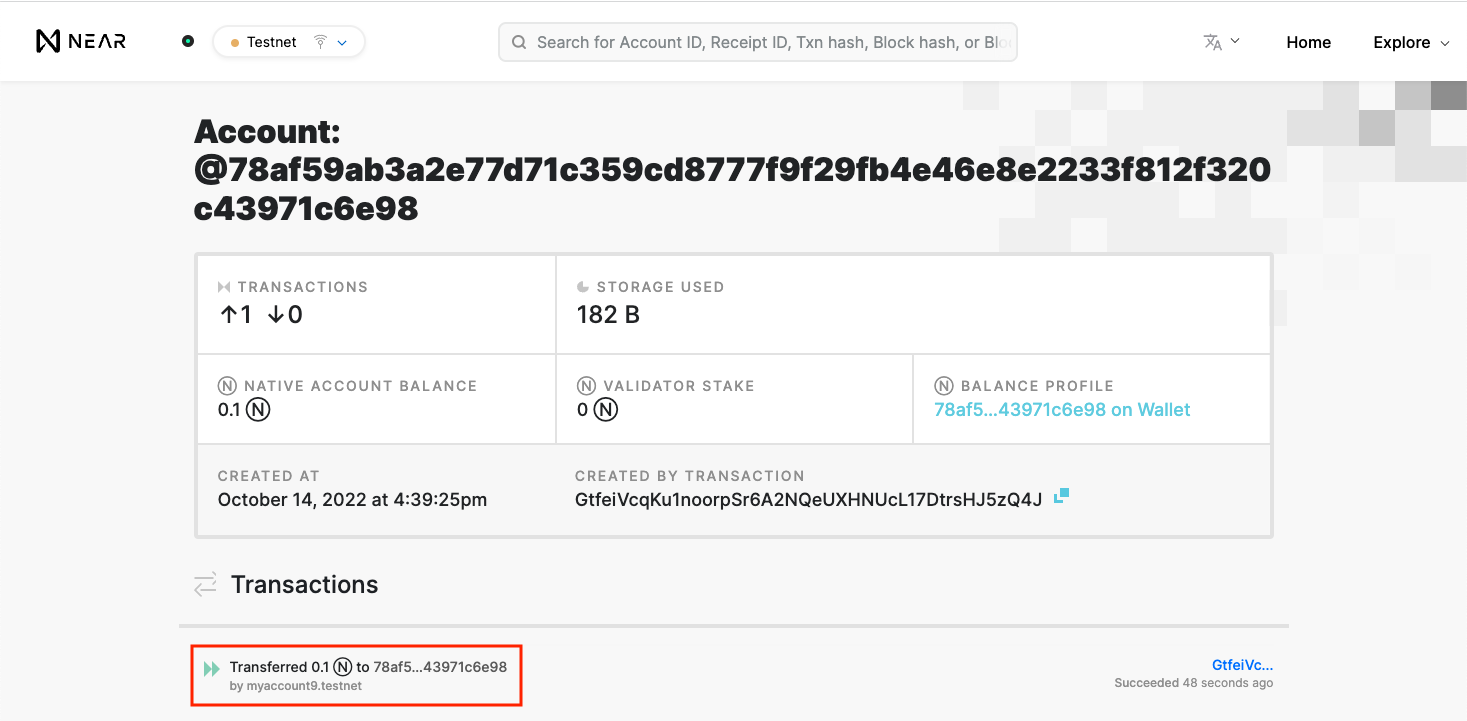 NEAR
Testnet
Search for Account ID, Receipt ID, Txn hash, Block hash, or Blo
Home
Explore
Account:
@78af59ab3a2e77d71c359cd8777f9f29fb4e46e8e2233f812f320
c43971c6e98
TRANSACTIONS
↑1 ↓0
STORAGE USED
182 B
NATIVE ACCOUNT BALANCE
0.1 Ⓝ
VALIDATOR STAKE
0 Ⓝ
BALANCE PROFILE
78af5…43971c6e98 on Wallet
CREATED AT
October 14, 2022 at 4:39:25pm
CREATED BY TRANSACTION
GtfeiVcqKu1noorpSr6A2NQeUXHNUcL17DtrsHJ5zQ4J
Transactions
Transferred 0.1 Ⓝ to 78af5…43971c6e98
by myaccount9.testnet
GtfeiVc…
Succeeded 48 seconds ago